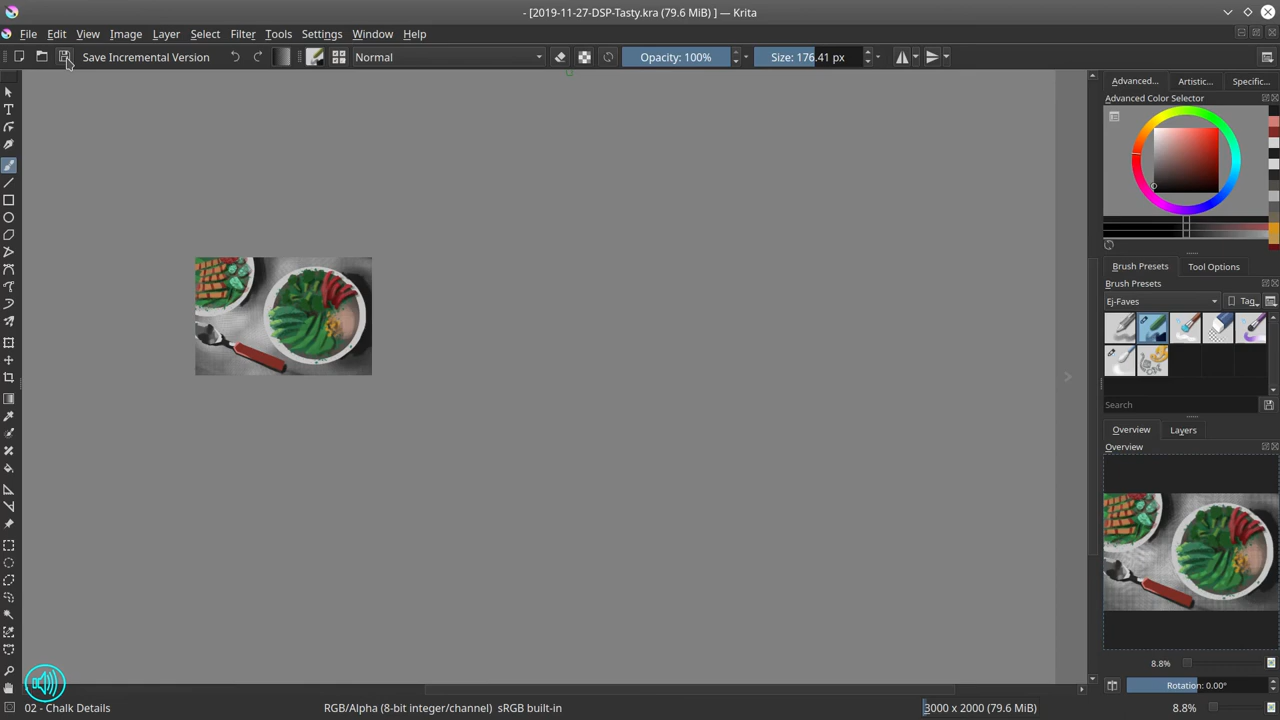 - [2019-11-27-DSP-Tasty.kra (79.6 MiB) ] — Krita
File Edit View Image Layer Select Filter Tools Settings Window Help
Save Incremental Version Normal Opacity: 100% Size: 176.41 px
Advanced... Artistic... Specific...
Advanced Color Selector
Brush Presets Tool Options
Brush Presets
Ej-Faves Tag
Search
Overview Layers
Overview
8.8%
Rotation: 0.00°
02 - Chalk Details RGB/Alpha (8-bit integer/channel) sRGB built-in 3000 x 2000 (79.6 MiB) 8.8%